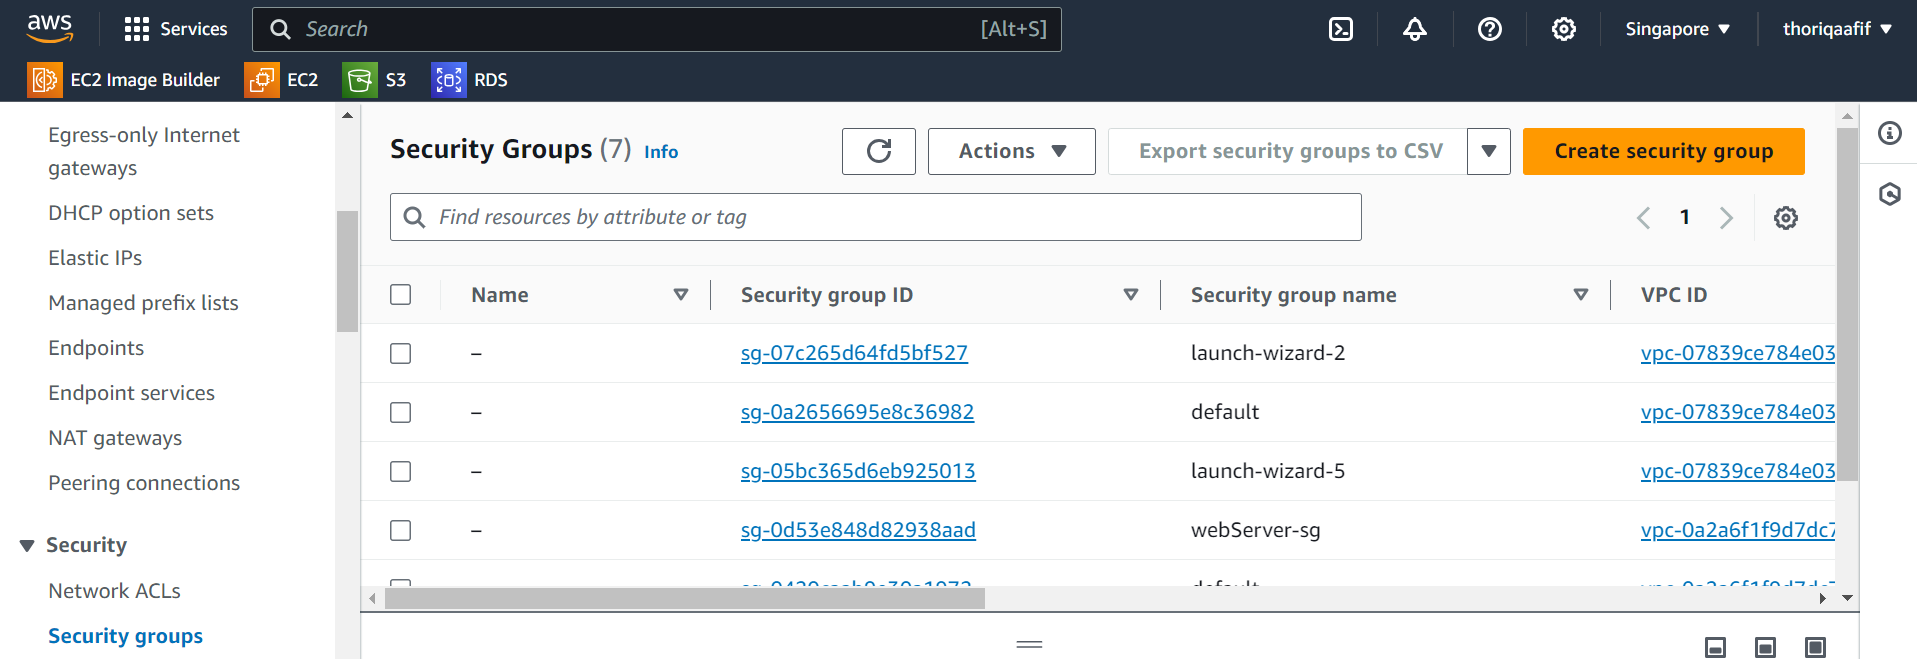 aws Services Search [Alt+S] Singapore thoriqaafif
EC2 Image Builder EC2 S3 RDS
Egress-only Internet
gateways
DHCP option sets
Elastic IPs
Managed prefix lists
Endpoints
Endpoint services
NAT gateways
Peering connections
Security
Network ACLs
Security groups
Security Groups (7) Info Actions Export security groups to CSV Create security group
Find resources by attribute or tag 1
Name Security group ID Security group name VPC ID
– sg-07c265d64fd5bf527 launch-wizard-2 vpc-07839ce784e03
– sg-0a2656695e8c36982 default vpc-07839ce784e03
– sg-05bc365d6eb925013 launch-wizard-5 vpc-07839ce784e03
– sg-0d53e848d82938aad webServer-sg vpc-0a2a6f1f9d7dc7
default